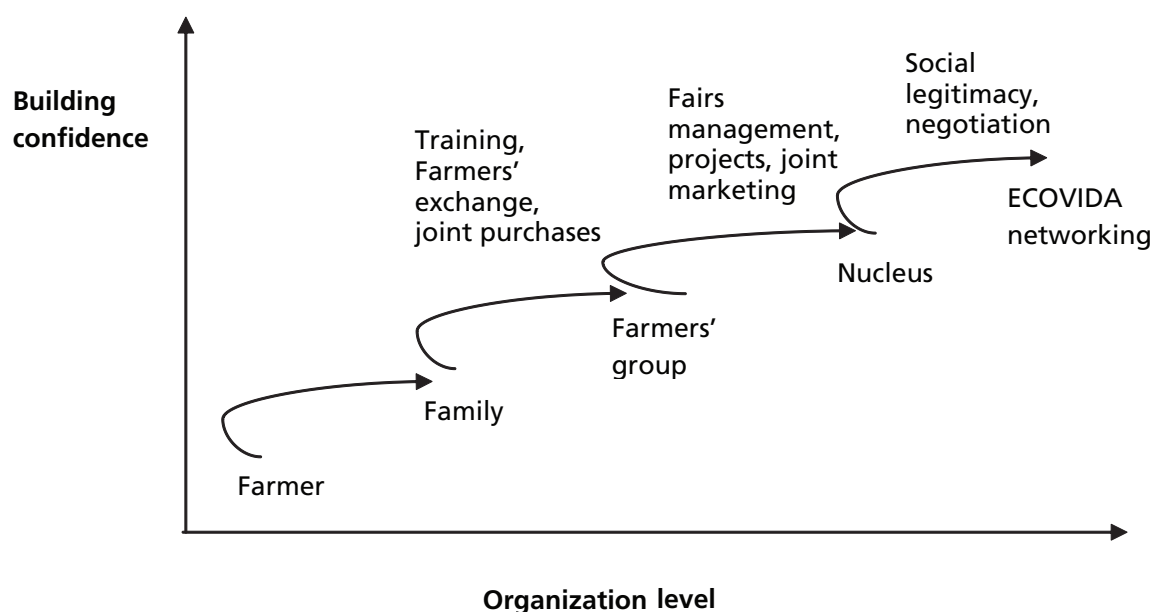 Building
confidence
Training,
Farmers’
exchange,
joint purchases
Fairs
management,
projects, joint
marketing
Social
legitimacy,
negotiation
Farmer
Family
Farmers’
group
Nucleus
ECOVIDA
networking
Organization level